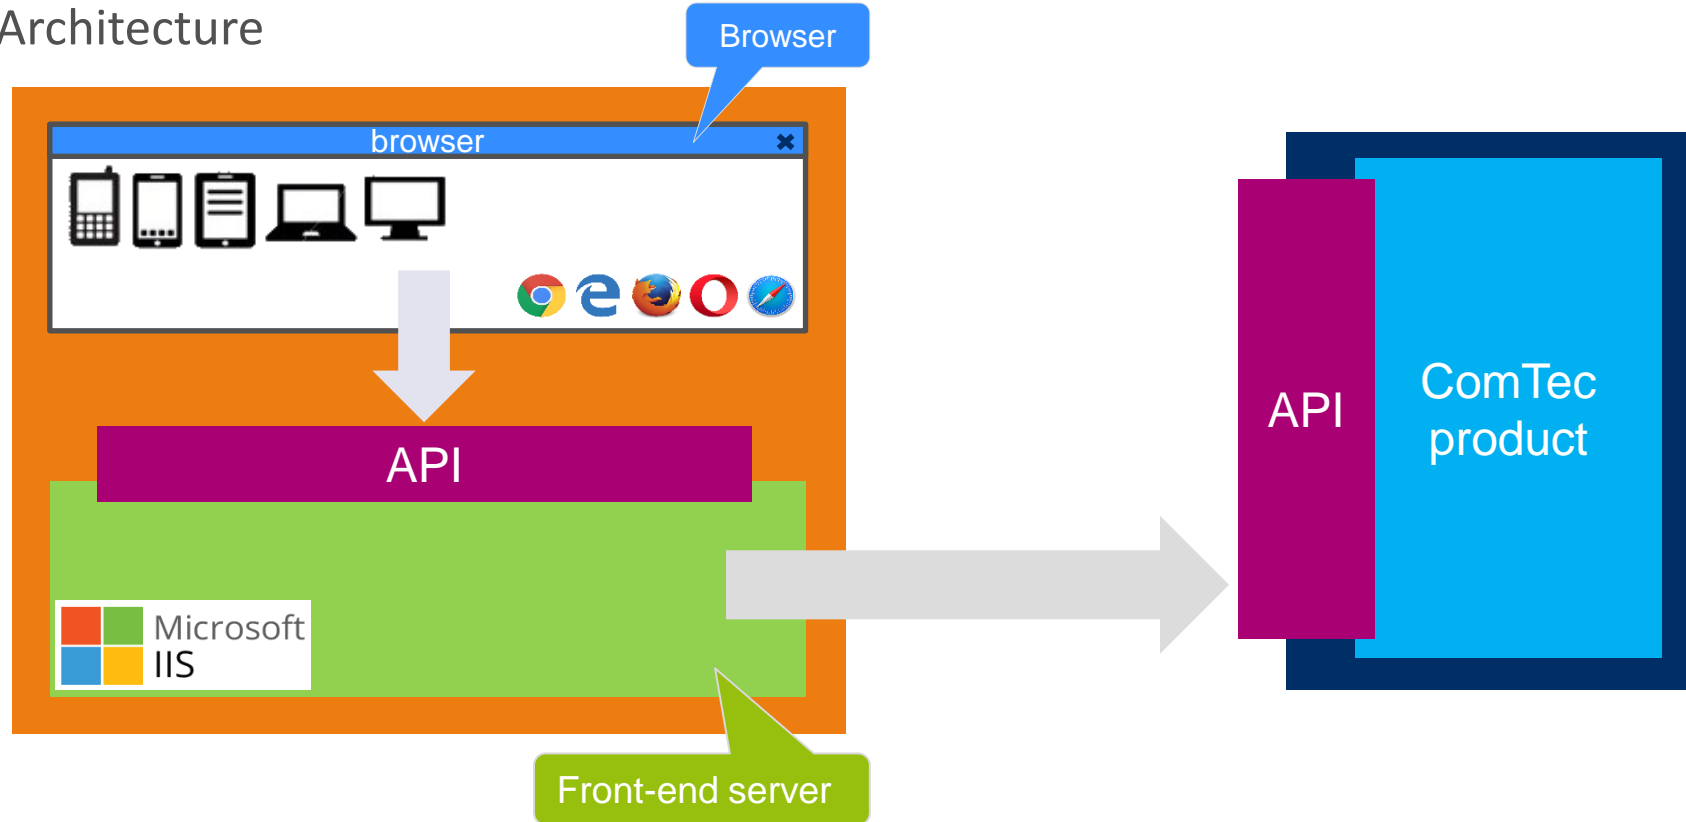 Architecture
Browser
browser
API
Microsoft
IIS
Front-end server
API
ComTec
product